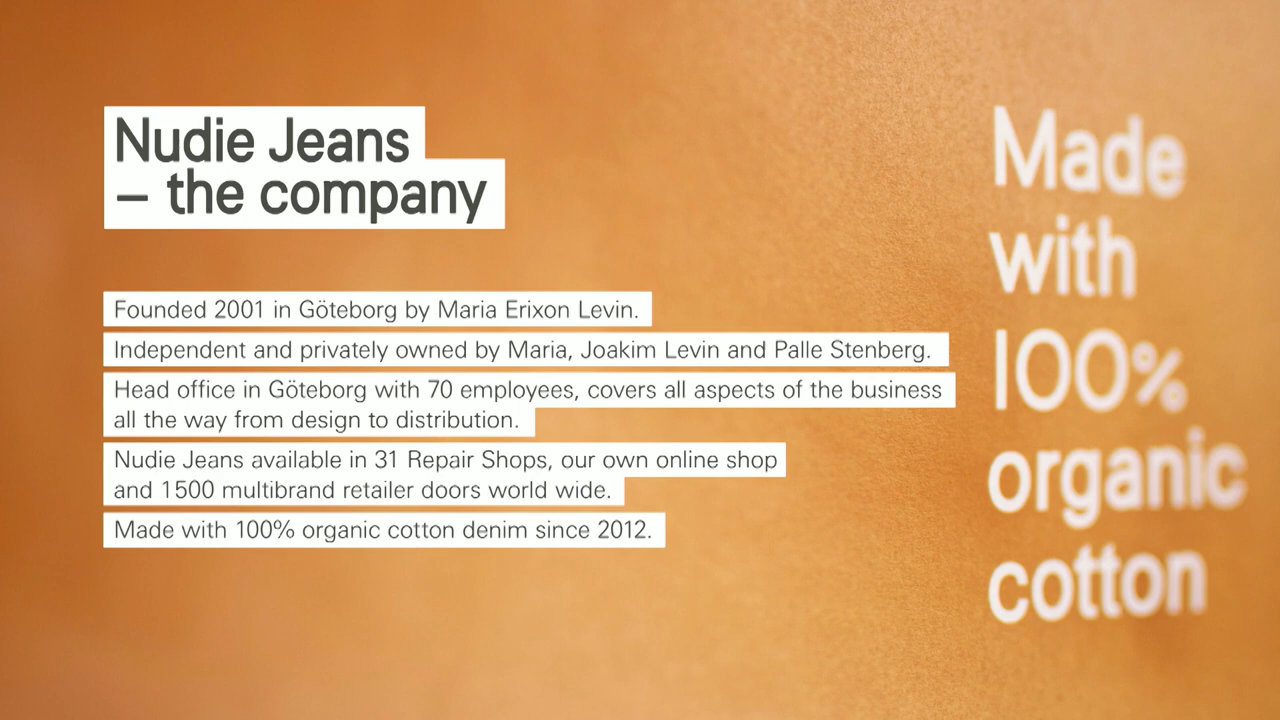 Nudie Jeans
– the company
Founded 2001 in Göteborg by Maria Erixon Levin.
Independent and privately owned by Maria, Joakim Levin and Palle Stenberg.
Head office in Göteborg with 70 employees, covers all aspects of the business
all the way from design to distribution.
Nudie Jeans available in 31 Repair Shops, our own online shop
and 1500 multibrand retailer doors world wide.
Made with 100% organic cotton denim since 2012.
Made
with
100%
organic
cotton